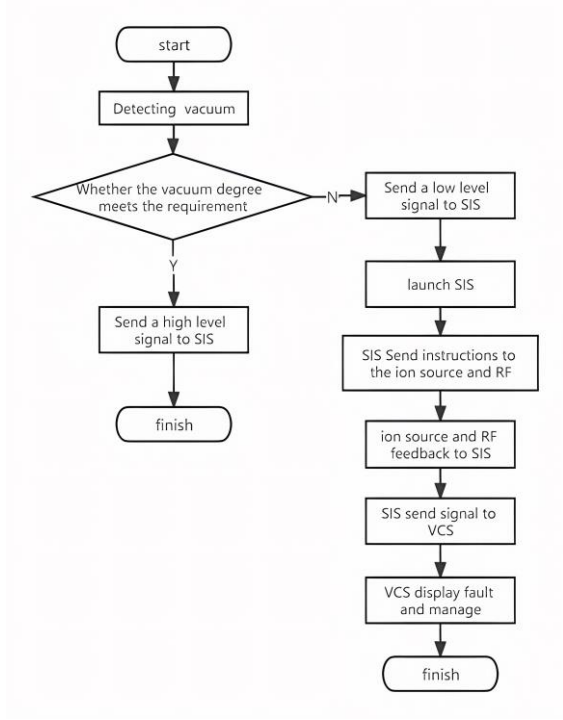 start
Detecting vacuum
Whether the vacuum degree
meets the requirement
N
Send a low level
signal to SIS
Y
launch SIS
Send a high level
signal to SIS
SIS Send instructions to
the ion source and RF
finish
ion source and RF
feedback to SIS
SIS send signal to
VCS
VCS display fault
and manage
finish